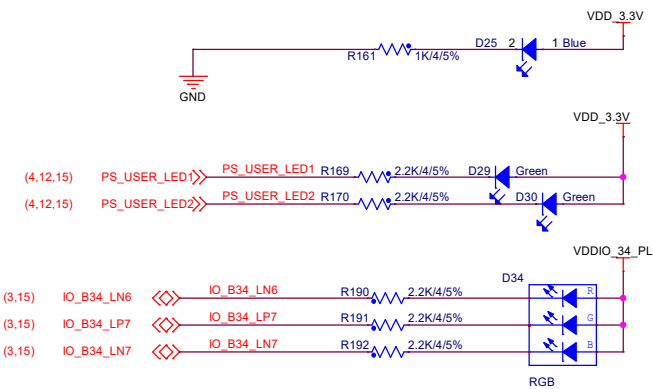 VDD_3.3V
D25 2 1 Blue
R161 1K/4/5%
GND
VDD_3.3V
(4,12,15) PS_USER_LED1 PS_USER_LED1 R169 2.2K/4/5% D29 Green
(4,12,15) PS_USER_LED2 PS_USER_LED2 R170 2.2K/4/5% D30 Green
VDDIO_34_PL
D34
(3,15) IO_B34_LN6 IO_B34_LN6 R190 2.2K/4/5% R
(3,15) IO_B34_LP7 IO_B34_LP7 R191 2.2K/4/5% G
(3,15) IO_B34_LN7 IO_B34_LN7 R192 2.2K/4/5% B
RGB